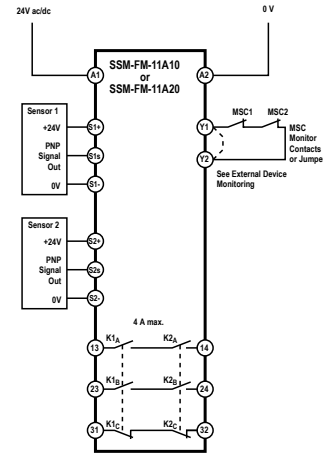 24V ac/dc
0 V
SSM-FM-11A10
or
SSM-FM-11A20
A1
A2
Sensor 1
+24V
PNP
Signal
Out
0V
S1+
S1s
S1-
Y1
Y2
MSC1
MSC2
MSC
Monitor
Contacts
or Jumpe
See External Device
Monitoring
Sensor 2
+24V
PNP
Signal
Out
0V
S2+
S2s
S2-
4 A max.
13
K1A
K2A
14
23
K1B
K2B
24
31
K1C
K2C
32